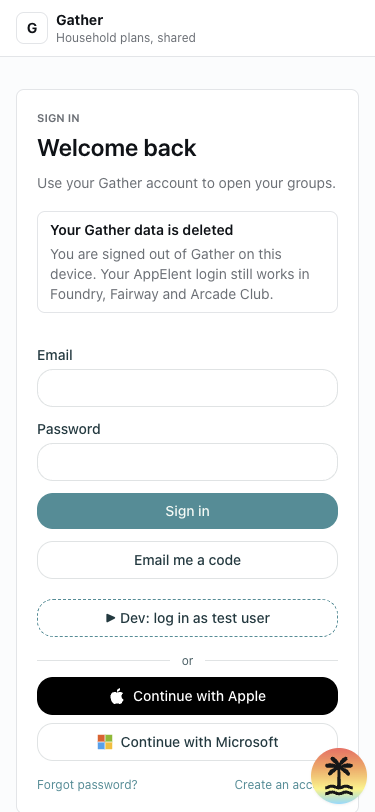 G
Gather
Household plans, shared
SIGN IN
Welcome back
Use your Gather account to open your groups.
Your Gather data is deleted
You are signed out of Gather on this
device. Your AppElent login still works in
Foundry, Fairway and Arcade Club.
Email
Password
Sign in
Email me a code
Dev: log in as test user
or
Continue with Apple
Continue with Microsoft
Forgot password?
Create an